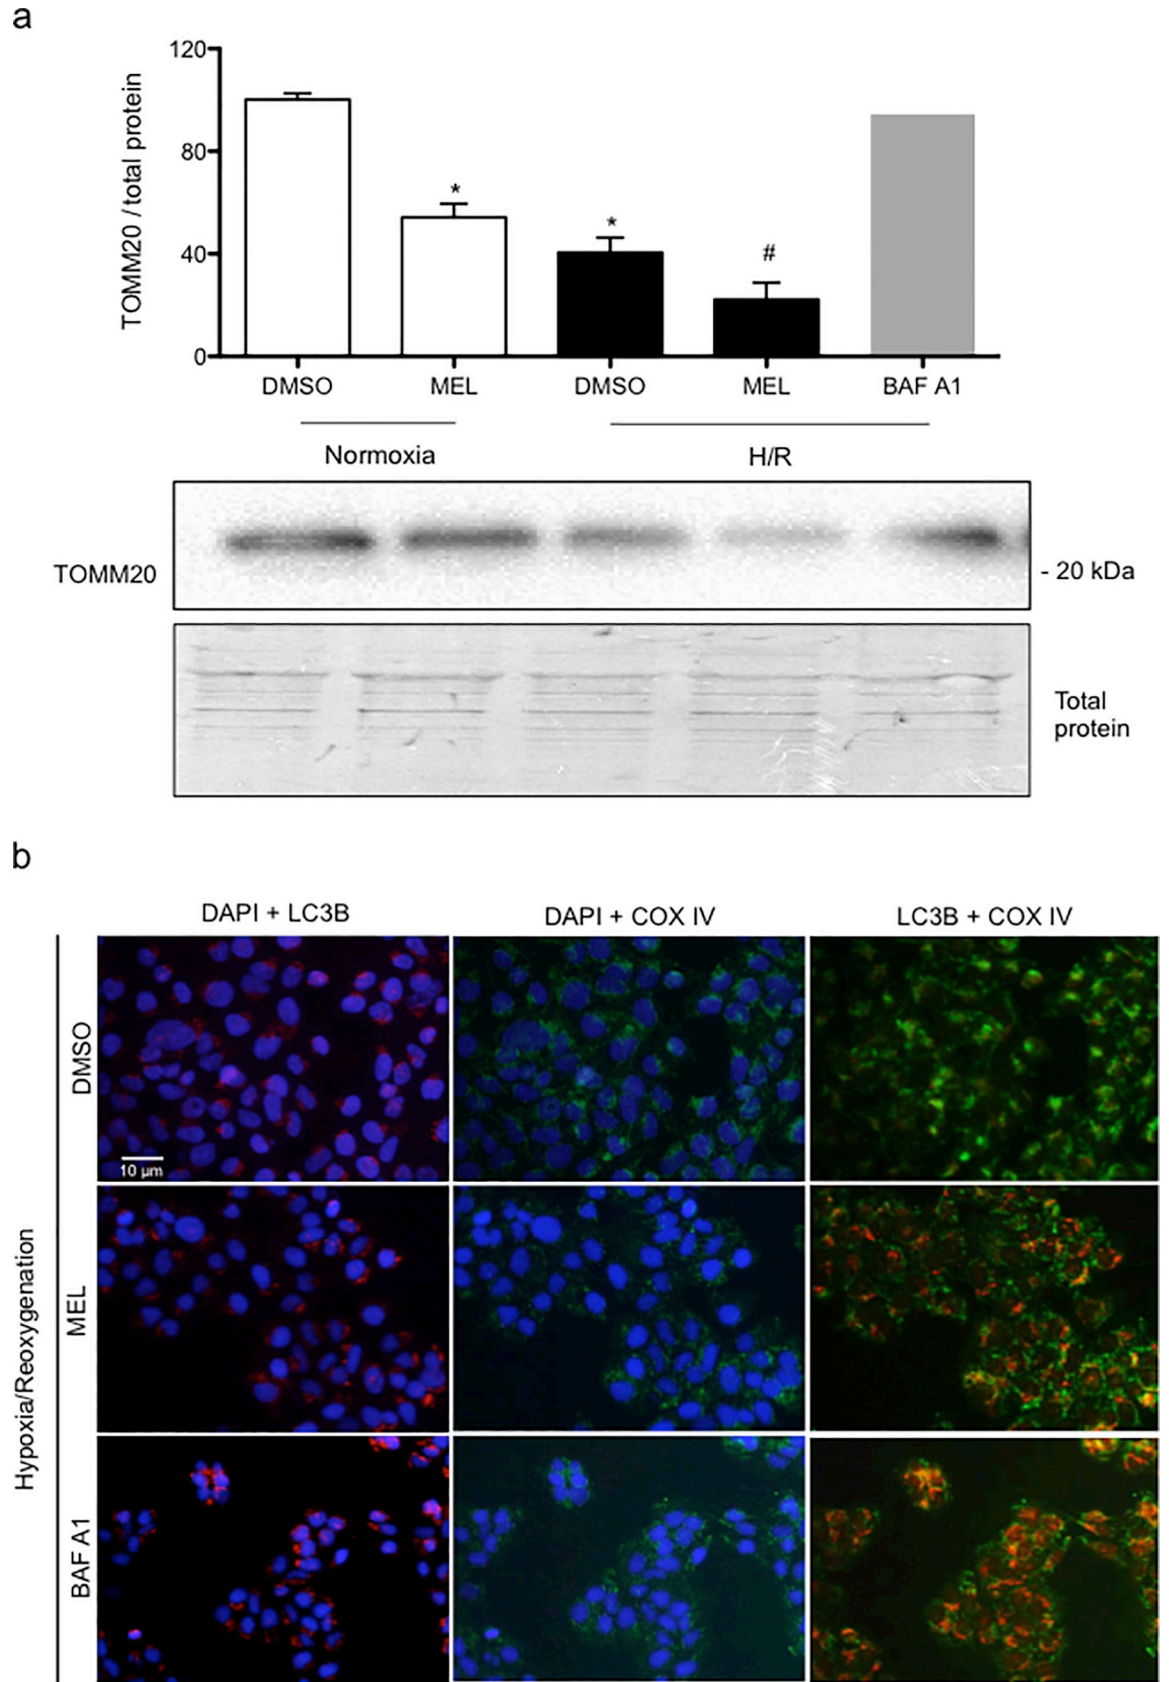 a
120
80
40
0
TOMM20 / total protein
*
*
#
DMSO MEL DMSO MEL BAF A1
Normoxia H/R
TOMM20
- 20 kDa
Total
protein
b
DAPI + LC3B DAPI + COX IV LC3B + COX IV
Hypoxia/Reoxygenation
DMSO
10 µm
MEL
BAF A1